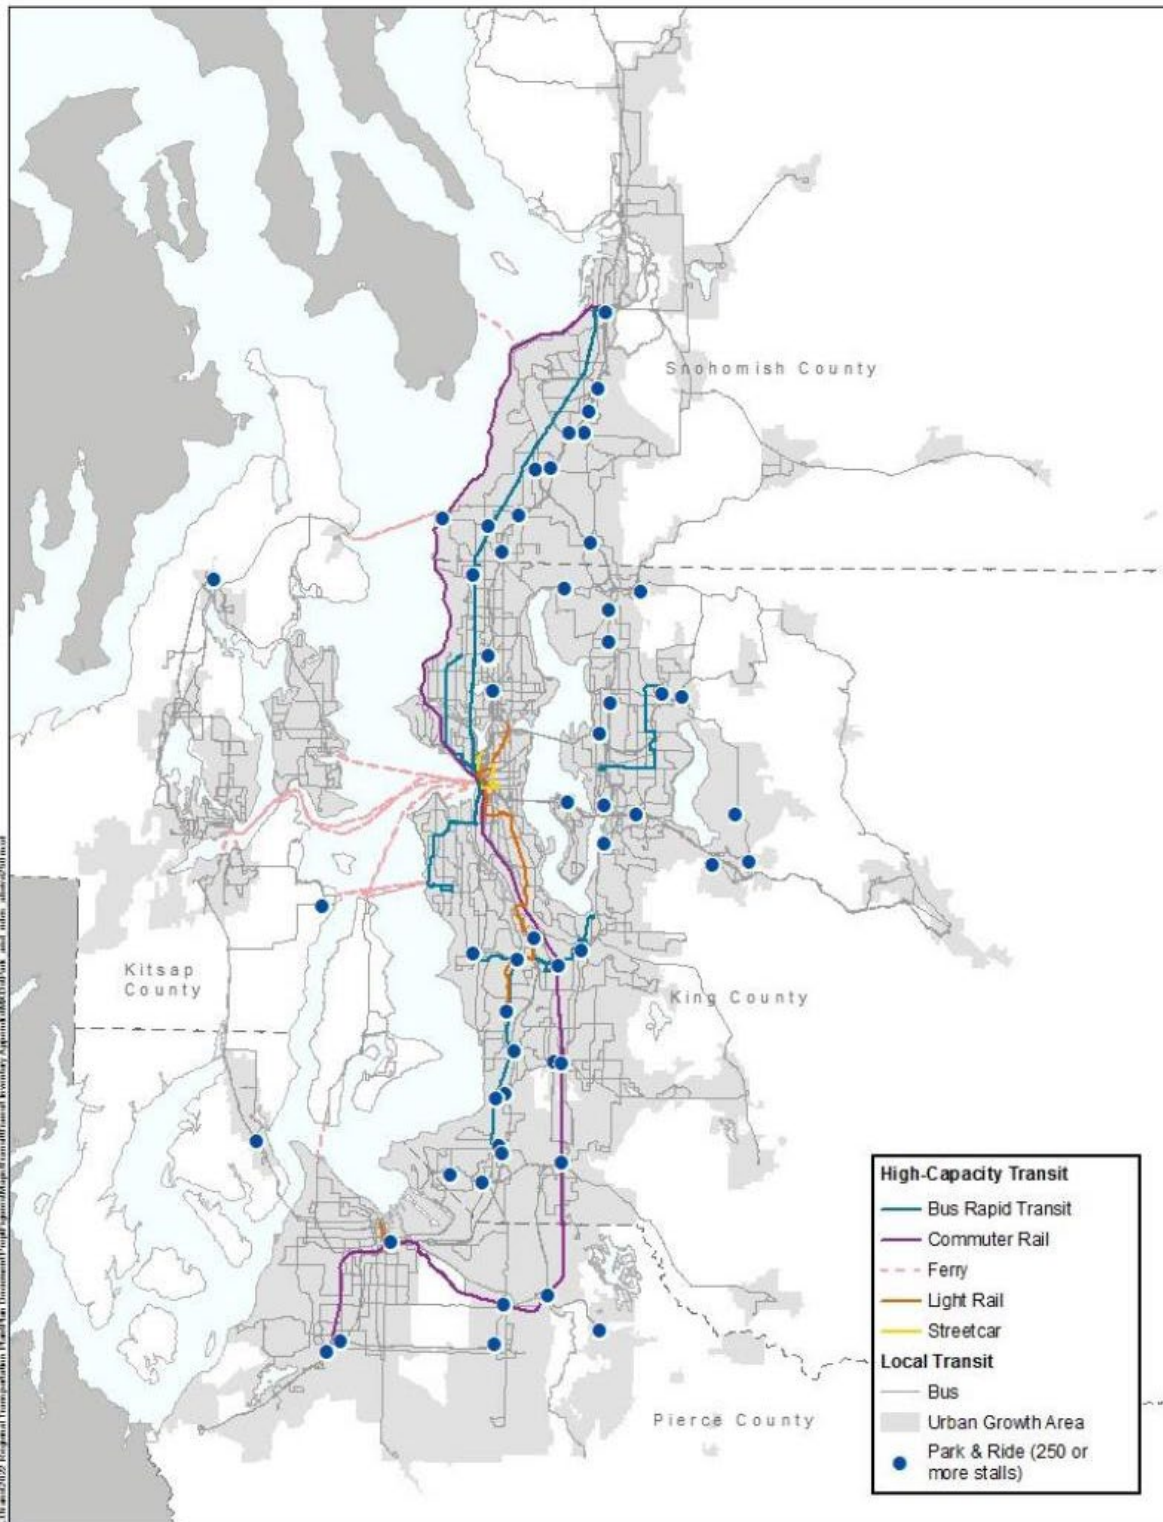 Snohomish County
Kitsap
County
King County
Pierce County
High-Capacity Transit
Bus Rapid Transit
Commuter Rail
Ferry
Light Rail
Streetcar
Local Transit
Bus
Urban Growth Area
Park & Ride (250 or
more stalls)